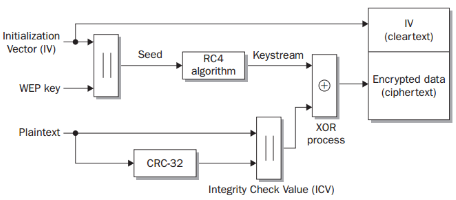 Initialization
Vector (IV)
WEP key
Seed
RC4
algorithm
Keystream
IV
(cleartext)
Encrypted data
(ciphertext)
XOR
process
Plaintext
CRC-32
Integrity Check Value (ICV)